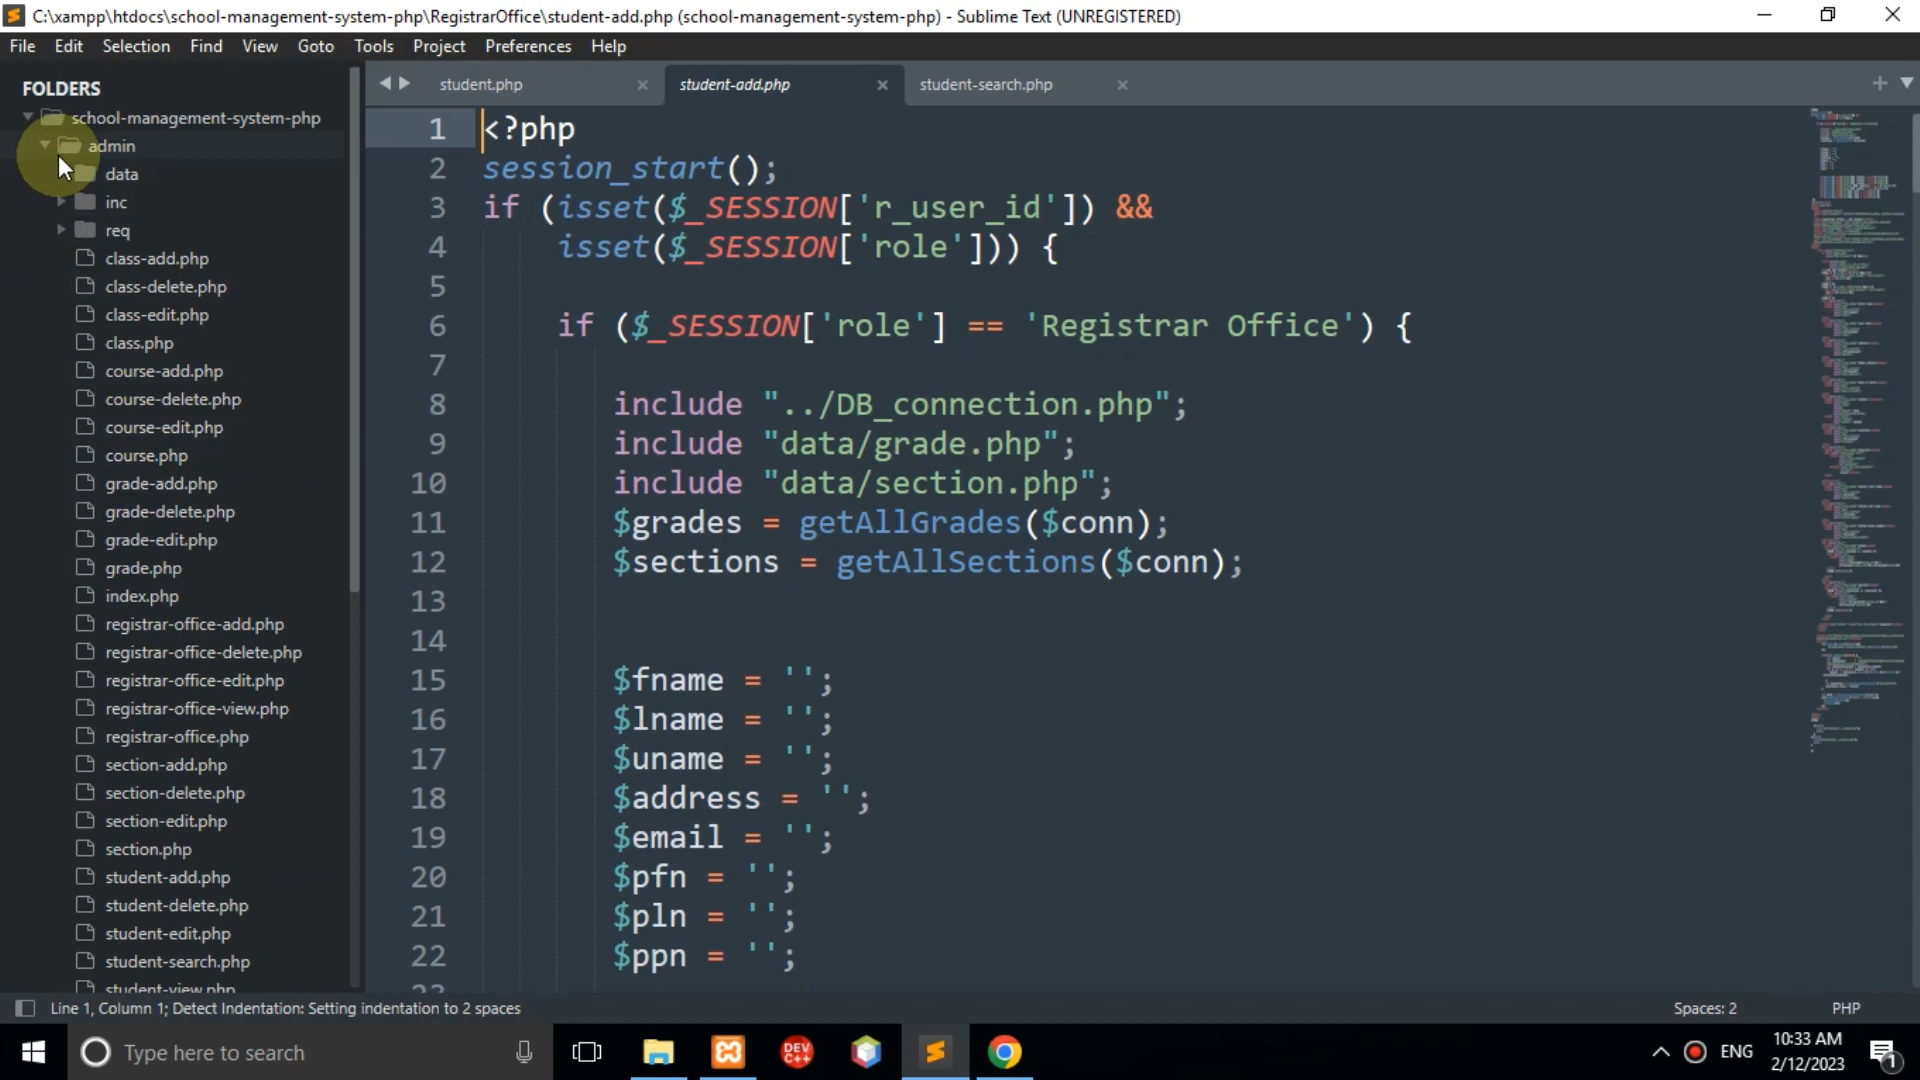 C:\xampp\htdocs\school-management-system-php\RegistrarOffice\student-add.php (school-management-system-php) - Sublime Text (UNREGISTERED)
File Edit Selection Find View Goto Tools Project Preferences Help
FOLDERS
school-management-system-php
admin
data
inc
req
class-add.php
class-delete.php
class-edit.php
class.php
course-add.php
course-delete.php
course-edit.php
course.php
grade-add.php
grade-delete.php
grade-edit.php
grade.php
index.php
registrar-office-add.php
registrar-office-delete.php
registrar-office-edit.php
registrar-office-view.php
registrar-office.php
section-add.php
section-delete.php
section-edit.php
section.php
student-add.php
student-delete.php
student-edit.php
student-search.php
student-view.php
student.php student-add.php student-search.php
1 <?php
2 session_start();
3 if (isset($_SESSION['r_user_id']) &&
4 isset($_SESSION['role'])) {
5
6 if ($_SESSION['role'] == 'Registrar Office') {
7
8 include "../DB_connection.php";
9 include "data/grade.php";
10 include "data/section.php";
11 $grades = getAllGrades($conn);
12 $sections = getAllSections($conn);
13
14
15 $fname = '';
16 $lname = '';
17 $uname = '';
18 $address = '';
19 $email = '';
20 $pfn = '';
21 $pln = '';
22 $ppn = '';
23
Line 1, Column 1; Detect Indentation: Setting indentation to 2 spaces
Spaces: 2 PHP
Type here to search
DEV C++
ENG
10:33 AM
2/12/2023
1